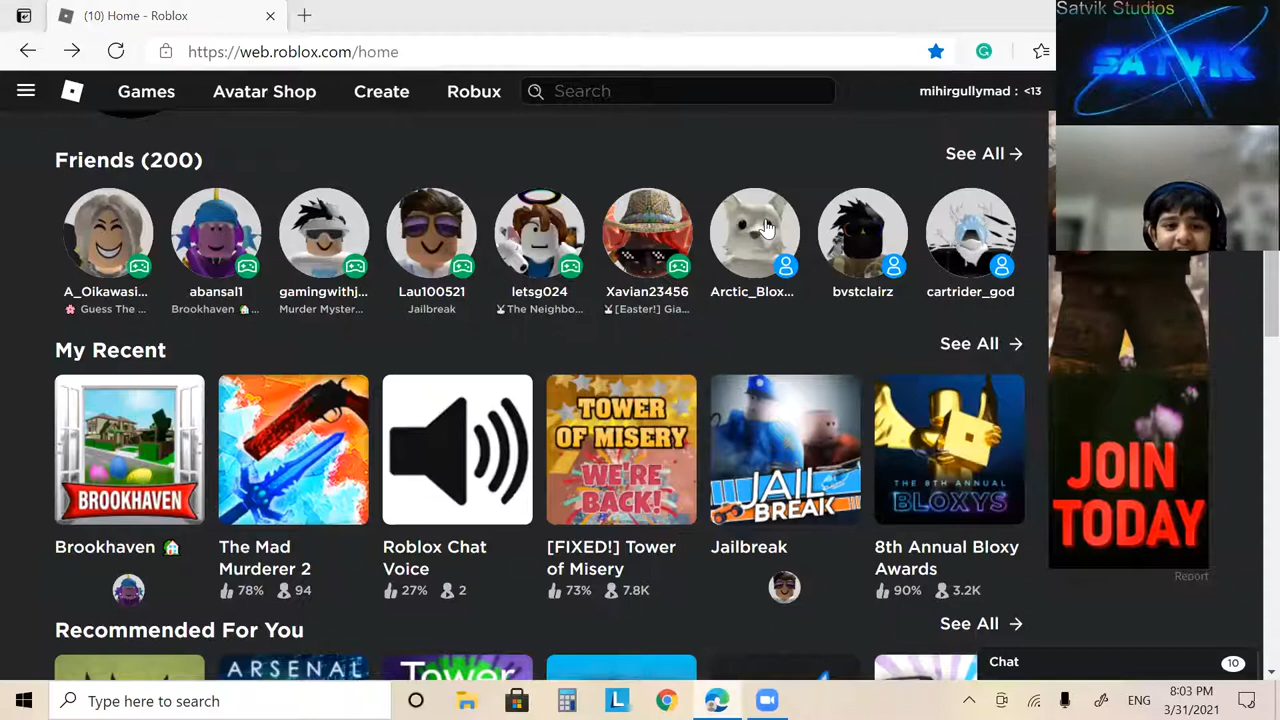 (10) Home - Roblox
Satvik Studios
SATVIK
https://web.roblox.com/home
Games Avatar Shop Create Robux Search mihirgullymad : <13
Friends (200) See All →
A_Oikawasi... abansal1 gamingwithj... Lau100521 letsg024 Xavian23456 Arctic_Blox... bvstclairz cartrider_god
🌸 Guess The ... Brookhaven 🏠... Murder Myster... Jailbreak The Neighbo... [Easter!] Gia...
My Recent See All →
BROOKHAVEN
TOWER
OF MISERY
WE'RE
BACK!
JAIL
BREAK
THE 8TH ANNUAL
BLOXYS
JOIN
TODAY
Brookhaven 🏠 The Mad Roblox Chat [FIXED!] Tower Jailbreak 8th Annual Bloxy
Murderer 2 Voice of Misery Awards
78% 94 27% 2 73% 7.8K 90% 3.2K
Report
Recommended For You See All →
ARSENAL
Tower
Chat 10
Type here to search
L
ENG
8:03 PM
3/31/2021